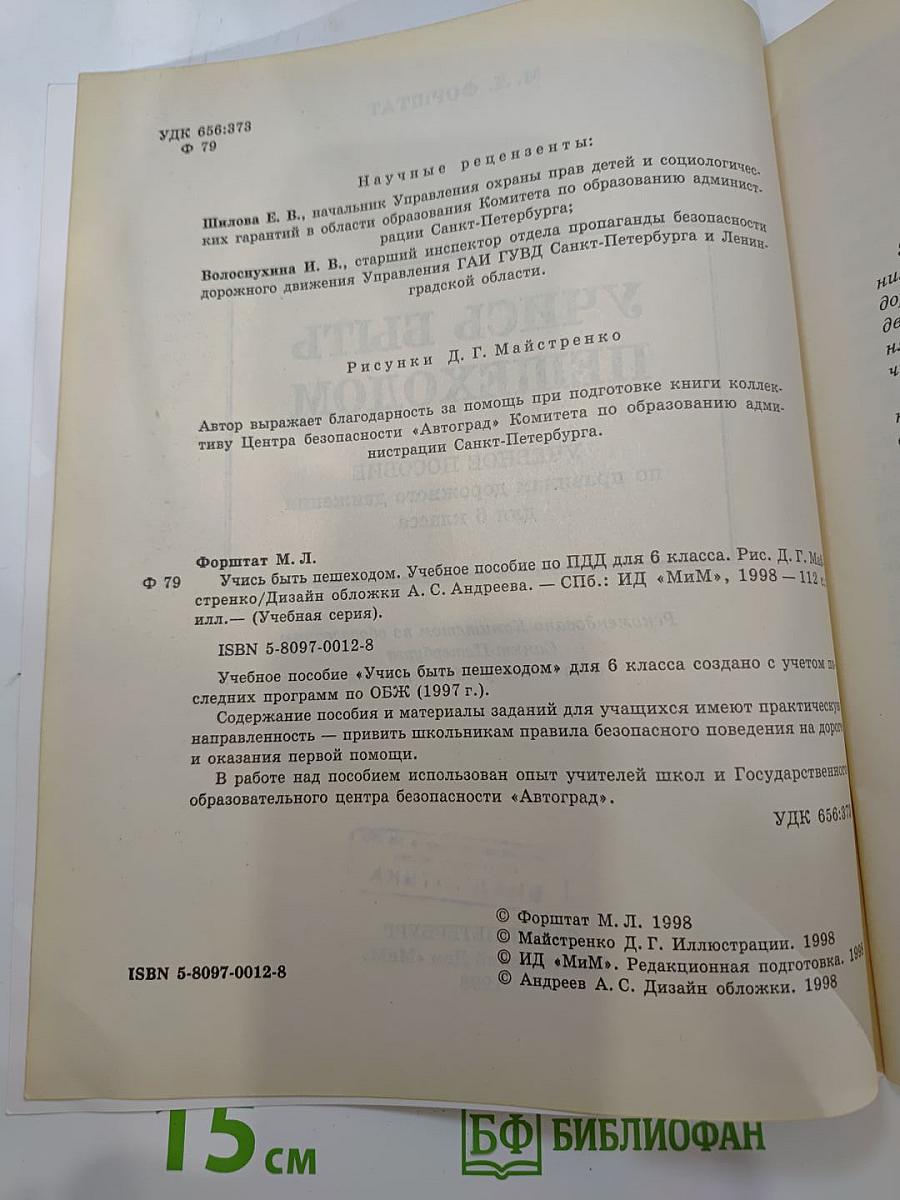 УДК 656:373
Ф 79
Научные рецензенты:
Шилова Е. В., начальник Управления охраны прав детей и социологичес-
ких гарантий в области образования Комитета по образованию админист-
рации Санкт-Петербурга;
Волоснухина И. В., старший инспектор отдела пропаганды безопасности
дорожного движения Управления ГАИ ГУВД Санкт-Петербурга и Ленин-
градской области.
Рисунки Д. Г. Майстренко
Автор выражает благодарность за помощь при подготовке книги коллек-
тиву Центра безопасности «Автоград» Комитета по образованию адми-
нистрации Санкт-Петербурга.
Форштат М. Л.
Ф 79 Учись быть пешеходом. Учебное пособие по ПДД для 6 класса. Рис. Д. Г. Май
стренко/Дизайн обложки А. С. Андреева. — СПб.: ИД «МиМ», 1998 — 112 с.
илл.— (Учебная серия).
ISBN 5-8097-0012-8
Учебное пособие «Учись быть пешеходом» для 6 класса создано с учетом
следних программ по ОБЖ (1997 г.).
Содержание пособия и материалы заданий для учащихся имеют практическую
направленность — привить школьникам правила безопасного поведения на дороге
и оказания первой помощи.
В работе над пособием использован опыт учителей школ и Государственного
образовательного центра безопасности «Автоград».
УДК 656:373
© Форштат М. Л. 1998
© Майстренко Д. Г. Иллюстрации. 1998
© ИД «МиМ». Редакционная подготовка. 1998
© Андреев А. С. Дизайн обложки. 1998
ISBN 5-8097-0012-8
15 см
БФ БИБЛИОФАН